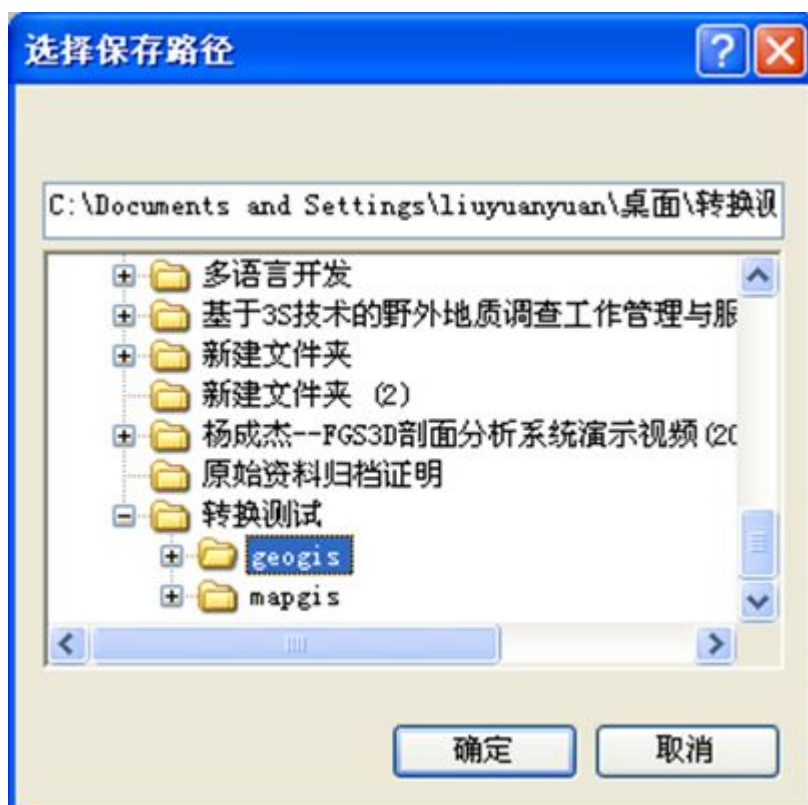 选择保存路径
C:\Documents and Settings\liuyuanyuan\桌面\转换测
多语言开发
基于3S技术的野外地质调查工作管理与服
新建文件夹
新建文件夹 (2)
杨成杰--FGS3D剖面分析系统演示视频(20
原始资料归档证明
转换测试
geogis
mapgis
确定 取消